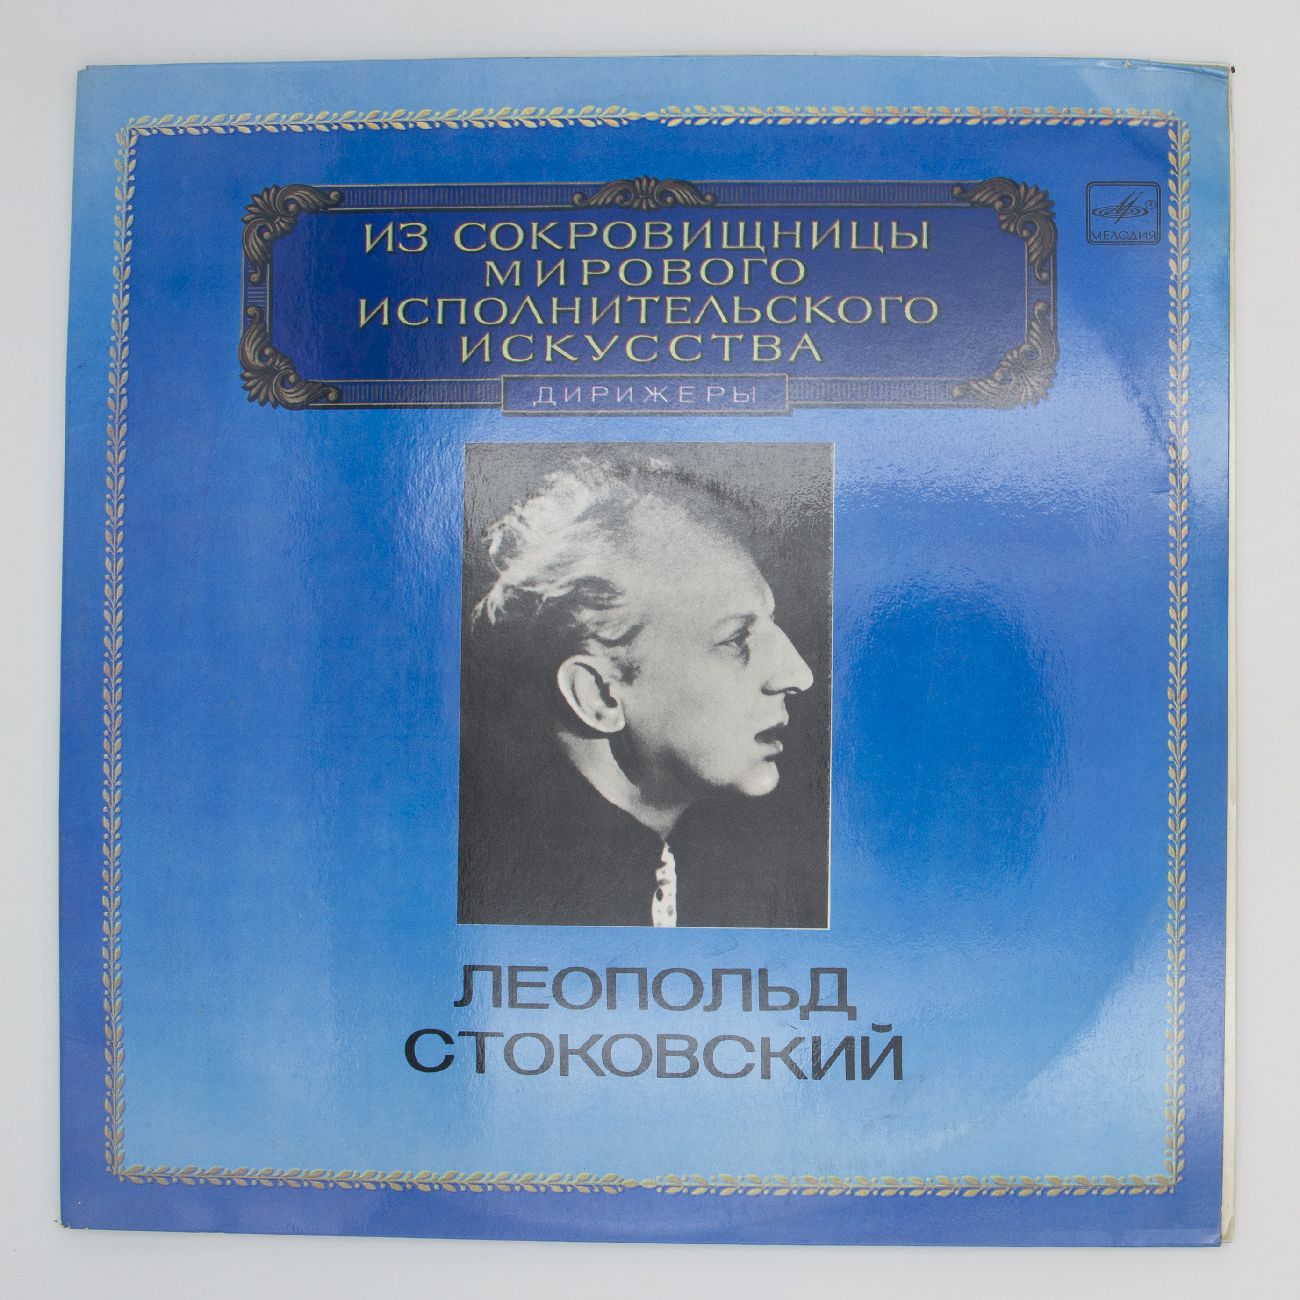 ИЗ СОКРОВИЩНИЦЫ
МИРОВОГО
ИСПОЛНИТЕЛЬСКОГО
ИСКУССТВА
ДИРИЖЕРЫ
МЕЛОДИЯ
ЛЕОПОЛЬД
СТОКОВСКИЙ